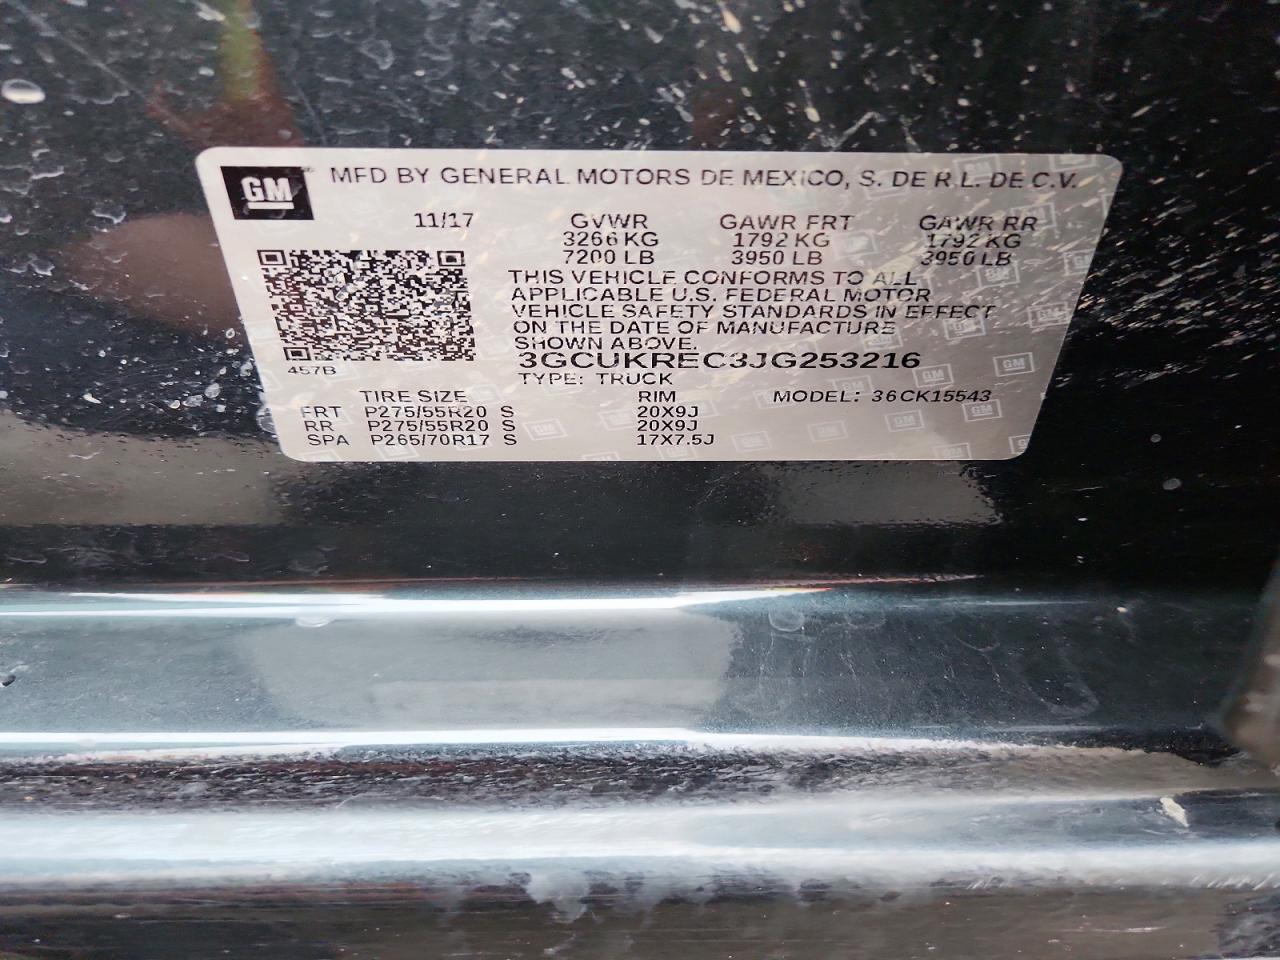 GM MFD BY GENERAL MOTORS DE MEXICO, S. DE R.L. DE C.V.
11/17 GVWR GAWR FRT GAWR RR
3266 KG 1792 KG 1792 KG
7200 LB 3950 LB 3950 LB
THIS VEHICLE CONFORMS TO ALL
APPLICABLE U.S. FEDERAL MOTOR
VEHICLE SAFETY STANDARDS IN EFFECT
ON THE DATE OF MANUFACTURE
SHOWN ABOVE.
3GCUKREC3JG253216
457B
TYPE: TRUCK
TIRE SIZE RIM MODEL: 36CK15543
FRT P275/55R20 S 20X9J
RR P275/55R20 S 20X9J
SPA P265/70R17 S 17X7.5J